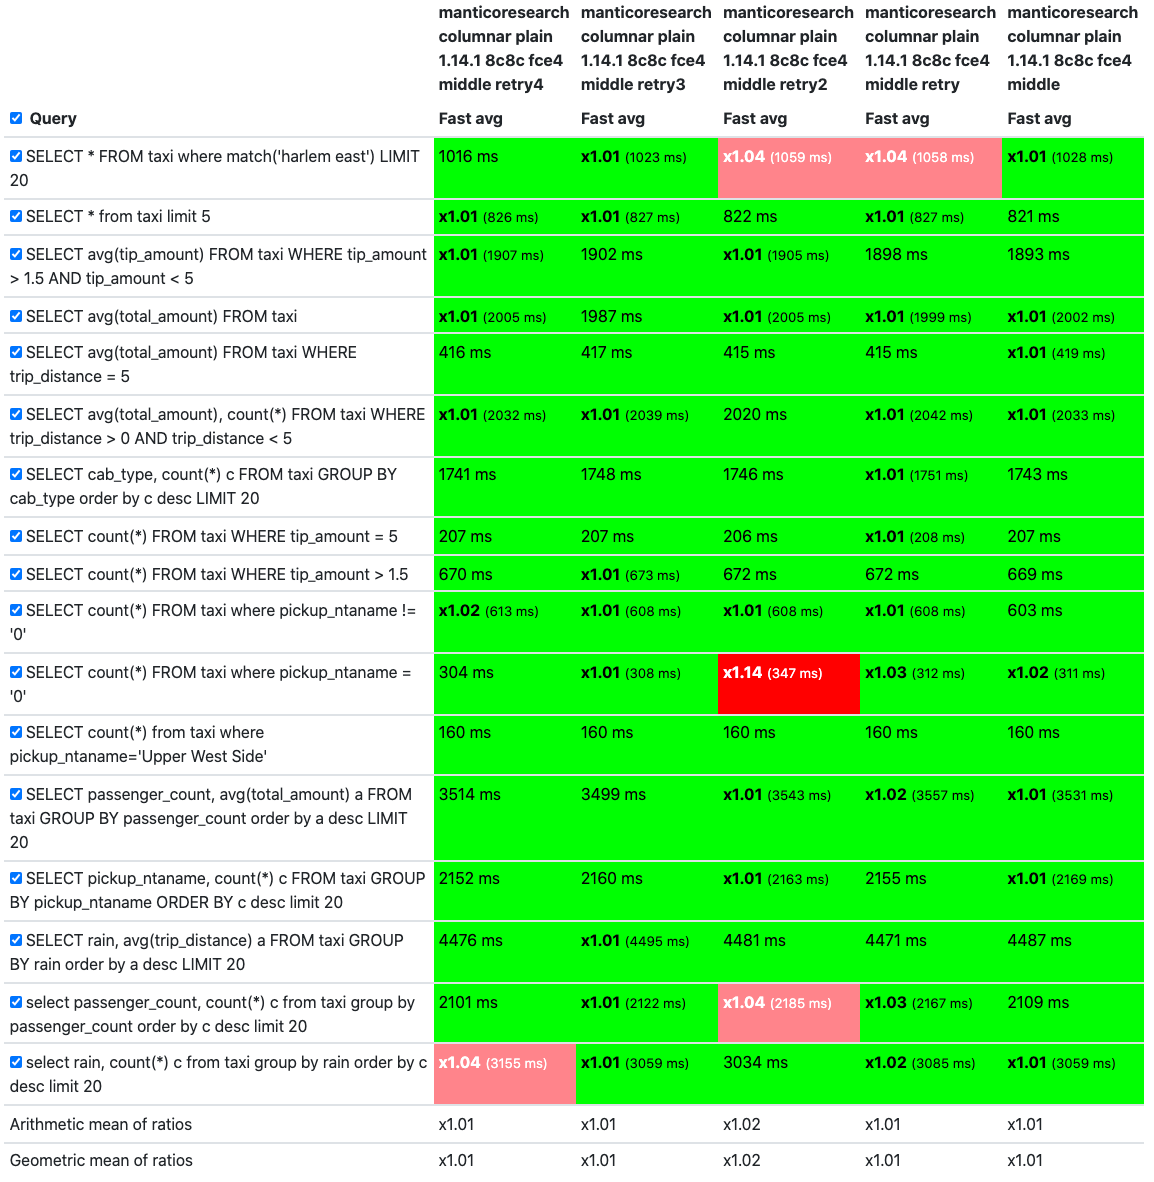 manticoresearch columnar plain 1.14.1 8c8c fce4 middle retry4
manticoresearch columnar plain 1.14.1 8c8c fce4 middle retry3
manticoresearch columnar plain 1.14.1 8c8c fce4 middle retry2
manticoresearch columnar plain 1.14.1 8c8c fce4 middle retry
manticoresearch columnar plain 1.14.1 8c8c fce4 middle
Query Fast avg Fast avg Fast avg Fast avg Fast avg
SELECT * FROM taxi where match('harlem east') LIMIT 1016 ms x1.01 (1023 ms) x1.04 (1059 ms) x1.04 (1058 ms) x1.01 (1028 ms)
20
SELECT * from taxi limit 5 x1.01 (826 ms) x1.01 (827 ms) 822 ms x1.01 (827 ms) 821 ms
SELECT avg(tip_amount) FROM taxi WHERE tip_amount x1.01 (1907 ms) 1902 ms x1.01 (1905 ms) 1898 ms 1893 ms
> 1.5 AND tip_amount < 5
SELECT avg(total_amount) FROM taxi x1.01 (2005 ms) 1987 ms x1.01 (2005 ms) x1.01 (1999 ms) x1.01 (2002 ms)
SELECT avg(total_amount) FROM taxi WHERE 416 ms 417 ms 415 ms 415 ms x1.01 (419 ms)
trip_distance = 5
SELECT avg(total_amount), count(*) FROM taxi WHERE x1.01 (2032 ms) x1.01 (2039 ms) 2020 ms x1.01 (2042 ms) x1.01 (2033 ms)
trip_distance > 0 AND trip_distance < 5
SELECT cab_type, count(*) c FROM taxi GROUP BY 1741 ms 1748 ms 1746 ms x1.01 (1751 ms) 1743 ms
cab_type order by c desc LIMIT 20
SELECT count(*) FROM taxi WHERE tip_amount = 5 207 ms 207 ms 206 ms x1.01 (208 ms) 207 ms
SELECT count(*) FROM taxi WHERE tip_amount > 1.5 670 ms x1.01 (673 ms) 672 ms 672 ms 669 ms
SELECT count(*) FROM taxi where pickup_ntaname != x1.02 (613 ms) x1.01 (608 ms) x1.01 (608 ms) x1.01 (608 ms) 603 ms
'0'
SELECT count(*) FROM taxi where pickup_ntaname = 304 ms x1.01 (308 ms) x1.14 (347 ms) x1.03 (312 ms) x1.02 (311 ms)
'0'
SELECT count(*) from taxi where 160 ms 160 ms 160 ms 160 ms 160 ms
pickup_ntaname='Upper West Side'
SELECT passenger_count, avg(total_amount) a FROM 3514 ms 3499 ms x1.01 (3543 ms) x1.02 (3557 ms) x1.01 (3531 ms)
taxi GROUP BY passenger_count order by a desc LIMIT
20
SELECT pickup_ntaname, count(*) c FROM taxi GROUP 2152 ms 2160 ms x1.01 (2163 ms) 2155 ms x1.01 (2169 ms)
BY pickup_ntaname ORDER BY c desc limit 20
SELECT rain, avg(trip_distance) a FROM taxi GROUP 4476 ms x1.01 (4495 ms) 4481 ms 4471 ms 4487 ms
BY rain order by a desc LIMIT 20
select passenger_count, count(*) c from taxi group by 2101 ms x1.01 (2122 ms) x1.04 (2185 ms) x1.03 (2167 ms) 2109 ms
passenger_count order by c desc limit 20
select rain, count(*) c from taxi group by rain order by c x1.04 (3155 ms) x1.01 (3059 ms) 3034 ms x1.02 (3085 ms) x1.01 (3059 ms)
desc limit 20
Arithmetic mean of ratios x1.01 x1.01 x1.02 x1.01 x1.01
Geometric mean of ratios x1.01 x1.01 x1.02 x1.01 x1.01